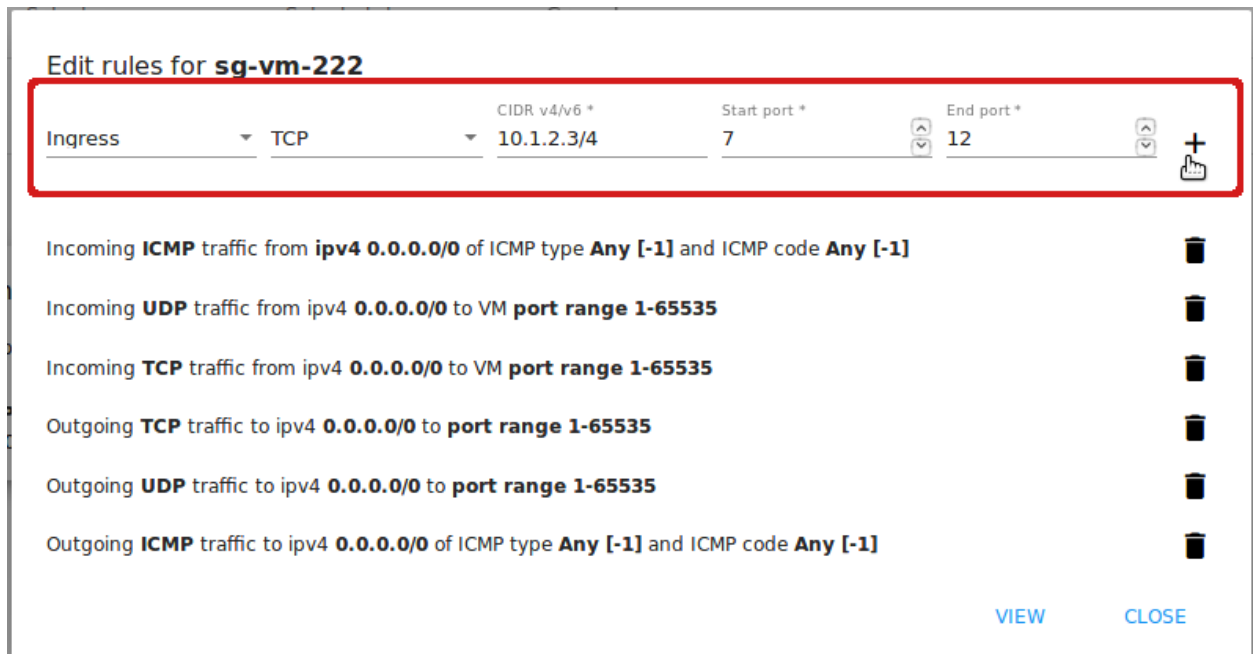 Edit rules for sg-vm-222
CIDR v4/v6 * Start port * End port *
Ingress TCP 10.1.2.3/4 7 12
Incoming ICMP traffic from ipv4 0.0.0.0/0 of ICMP type Any [-1] and ICMP code Any [-1]
Incoming UDP traffic from ipv4 0.0.0.0/0 to VM port range 1-65535
Incoming TCP traffic from ipv4 0.0.0.0/0 to VM port range 1-65535
Outgoing TCP traffic to ipv4 0.0.0.0/0 to port range 1-65535
Outgoing UDP traffic to ipv4 0.0.0.0/0 to port range 1-65535
Outgoing ICMP traffic to ipv4 0.0.0.0/0 of ICMP type Any [-1] and ICMP code Any [-1]
VIEW CLOSE